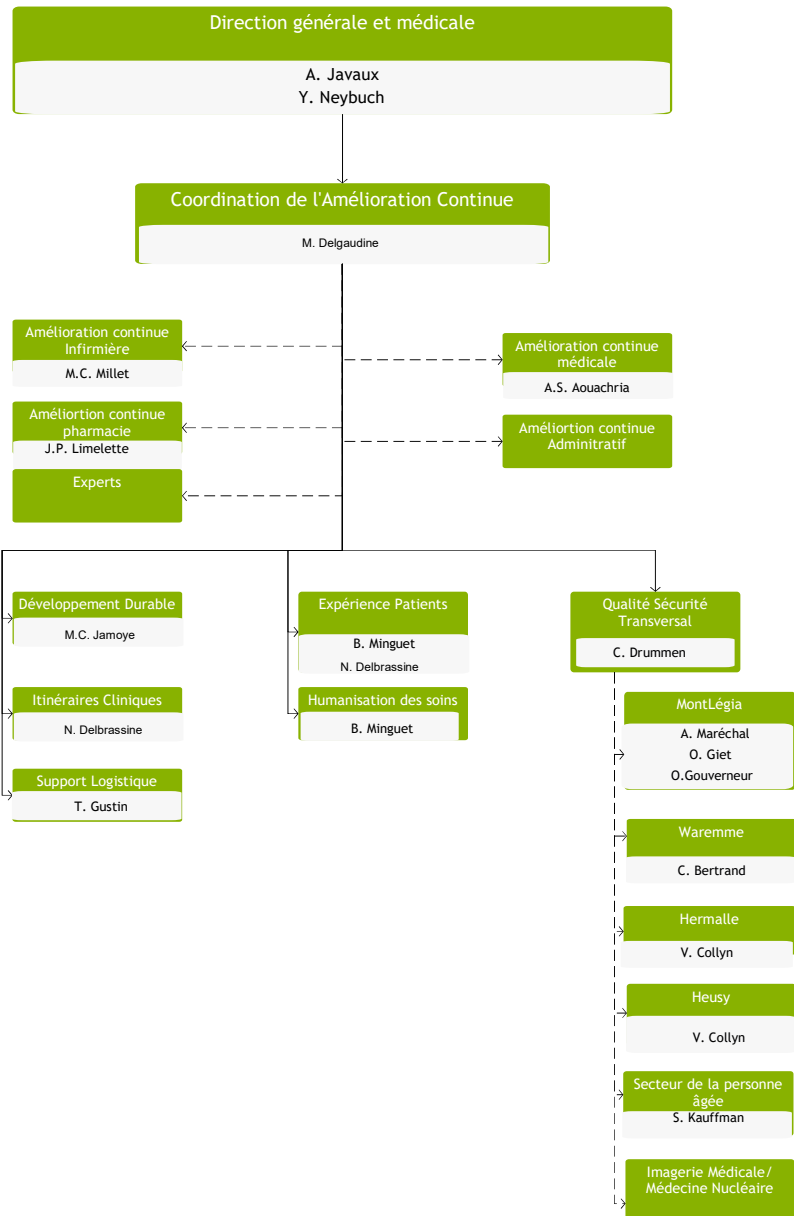 Direction générale et médicale
A. Javaux
Y. Neybuch
Coordination de l'Amélioration Continue
M. Delgaudine
Amélioration continue
Infirmière
M.C. Millet
Amélioration continue
médicale
A.S. Aouachria
Améliortion continue
pharmacie
J.P. Limelette
Améliortion continue
Adminitratif
Experts
Développement Durable
M.C. Jamoye
Expérience Patients
B. Minguet
N. Delbrassine
Qualité Sécurité
Transversal
C. Drummen
Itinéraires Cliniques
N. Delbrassine
Humanisation des soins
B. Minguet
Support Logistique
T. Gustin
MontLégia
A. Maréchal
O. Giet
O.Gouverneur
Waremme
C. Bertrand
Hermalle
V. Collyn
Heusy
V. Collyn
Secteur de la personne
âgée
S. Kauffman
Imagerie Médicale/
Médecine Nucléaire